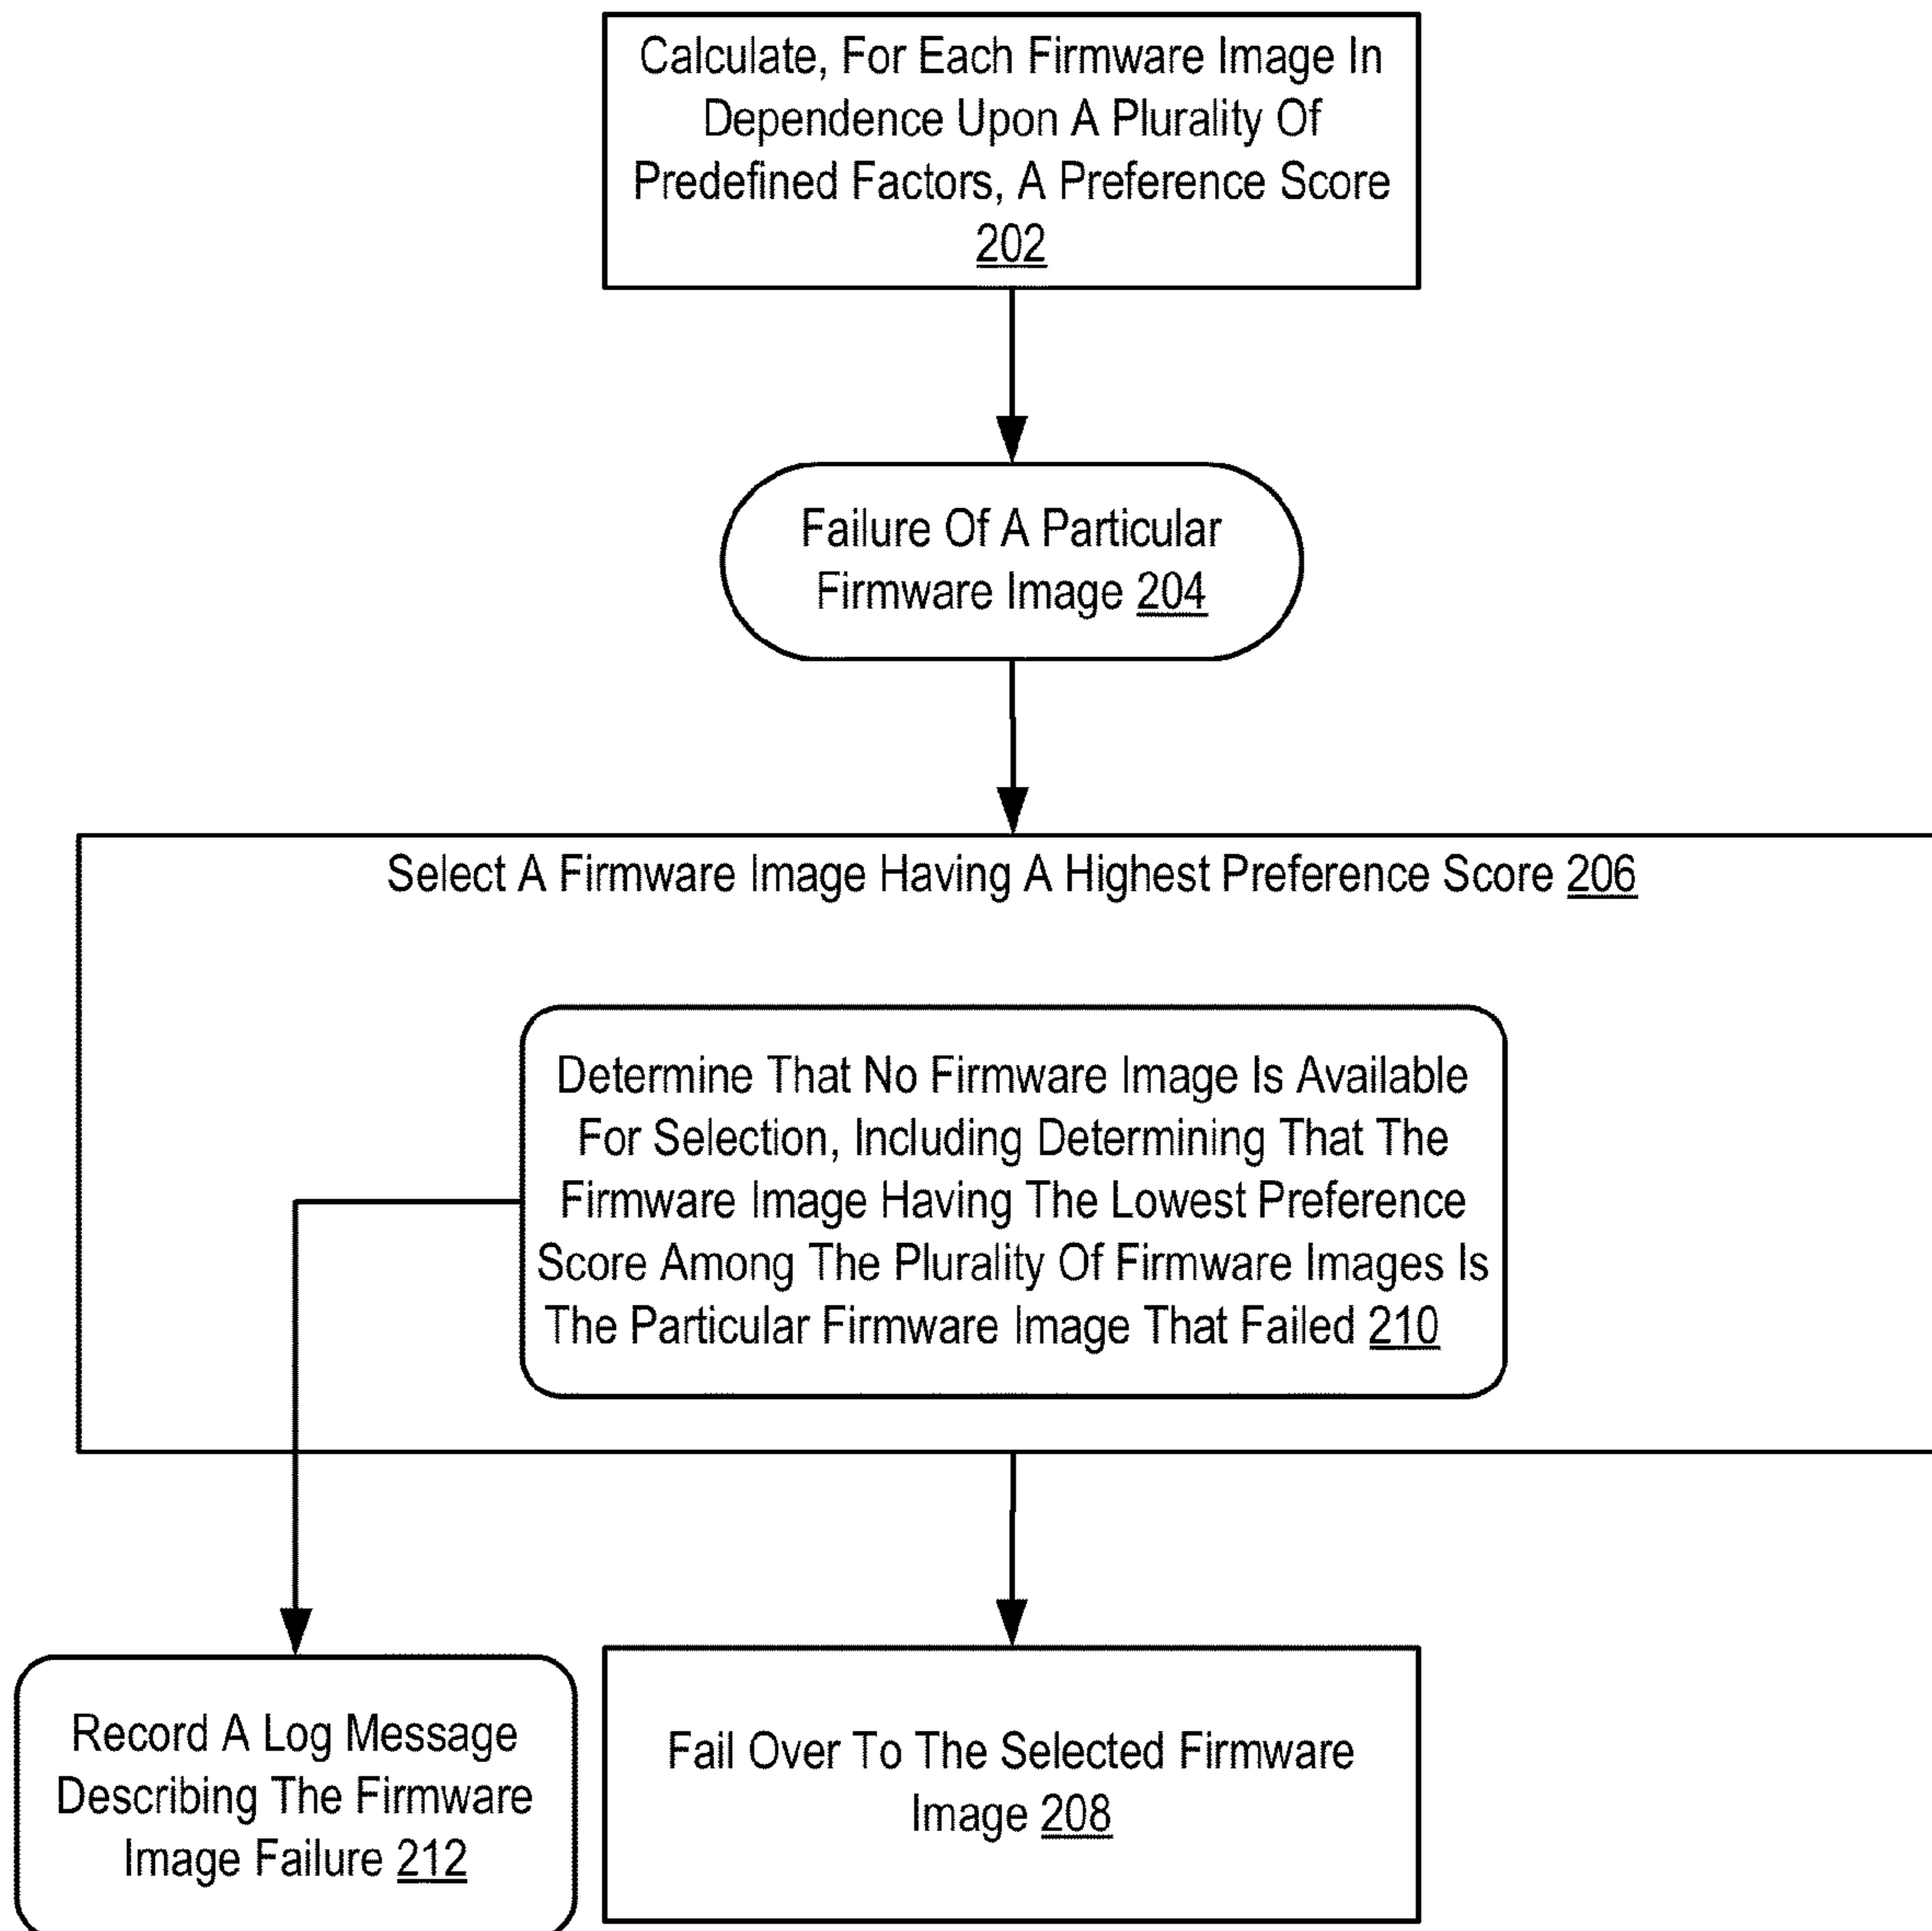 Calculate, For Each Firmware Image In
Dependence Upon A Plurality Of
Predefined Factors, A Preference Score
202
Failure Of A Particular
Firmware Image 204
Select A Firmware Image Having A Highest Preference Score 206
Determine That No Firmware Image Is Available
For Selection, Including Determining That The
Firmware Image Having The Lowest Preference
Score Among The Plurality Of Firmware Images Is
The Particular Firmware Image That Failed 210
Record A Log Message
Describing The Firmware
Image Failure 212
Fail Over To The Selected Firmware
Image 208